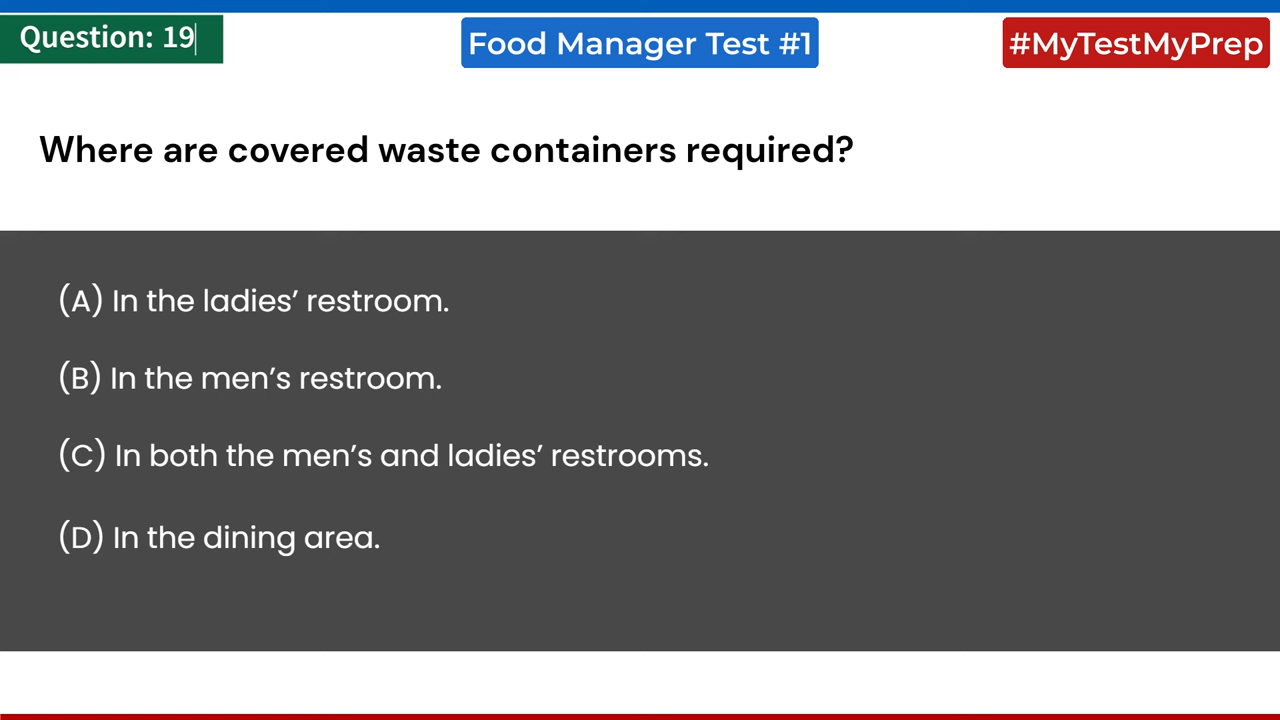 Question: 19
Food Manager Test #1
#MyTestMyPrep
Where are covered waste containers required?
(A) In the ladies’ restroom.
(B) In the men’s restroom.
(C) In both the men’s and ladies’ restrooms.
(D) In the dining area.